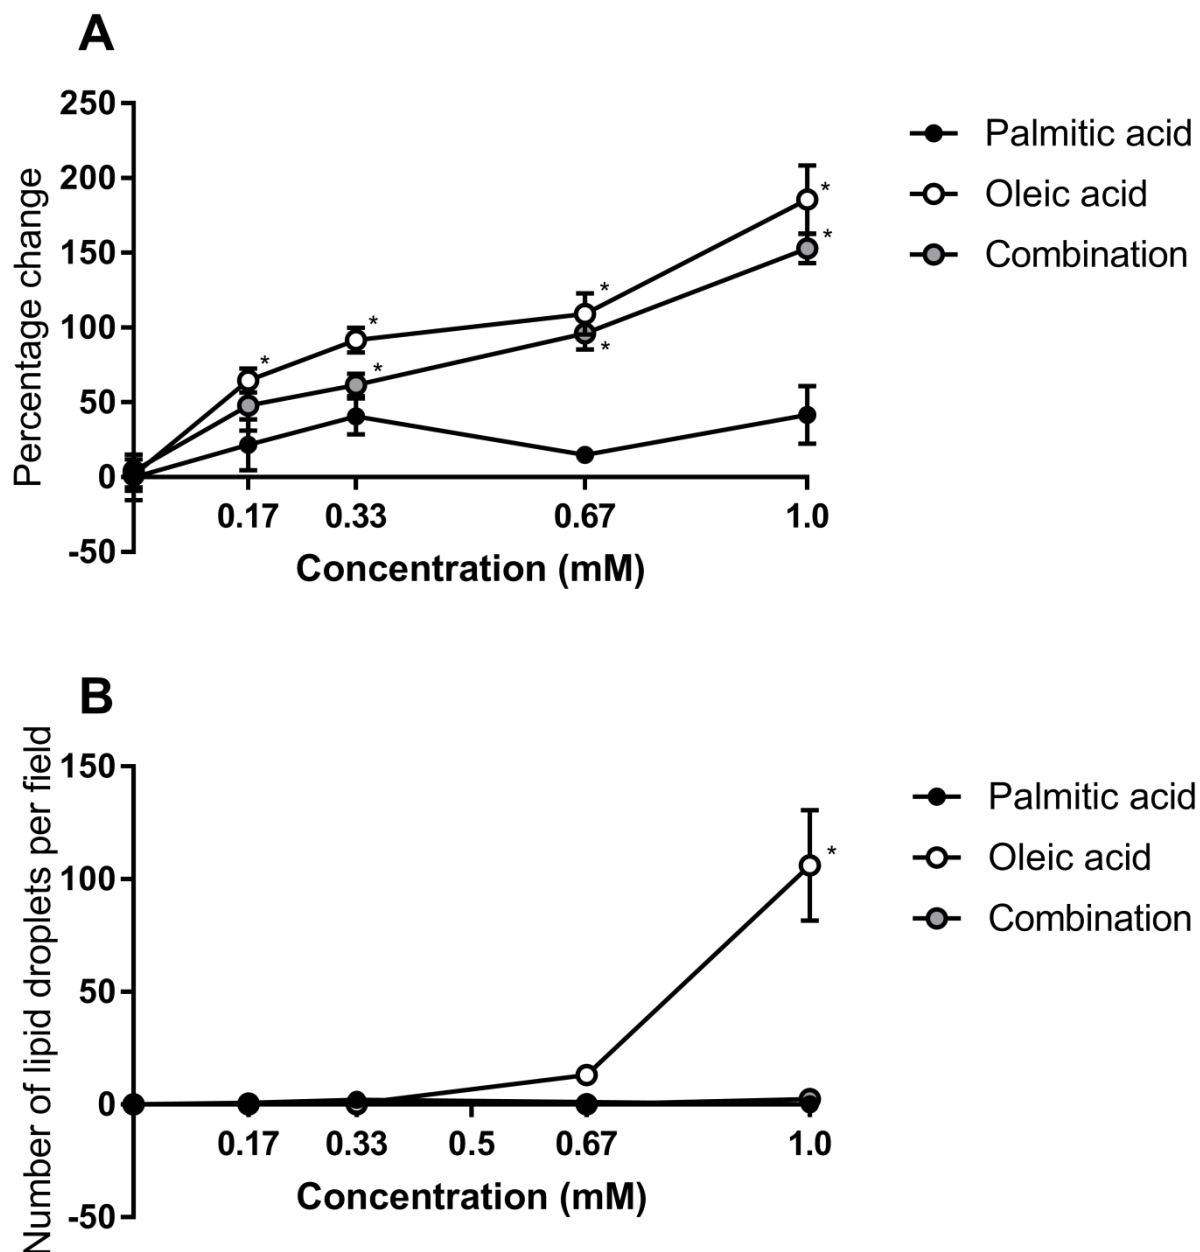 A
Percentage change
250
200
150
100
50
0
-50
0.17 0.33 0.67 1.0
Concentration (mM)
Palmitic acid
Oleic acid
Combination
*
*
*
*
*
*
*
B
Number of lipid droplets per field
150
100
50
0
-50
0.17 0.33 0.5 0.67 1.0
Concentration (mM)
Palmitic acid
Oleic acid
Combination
*